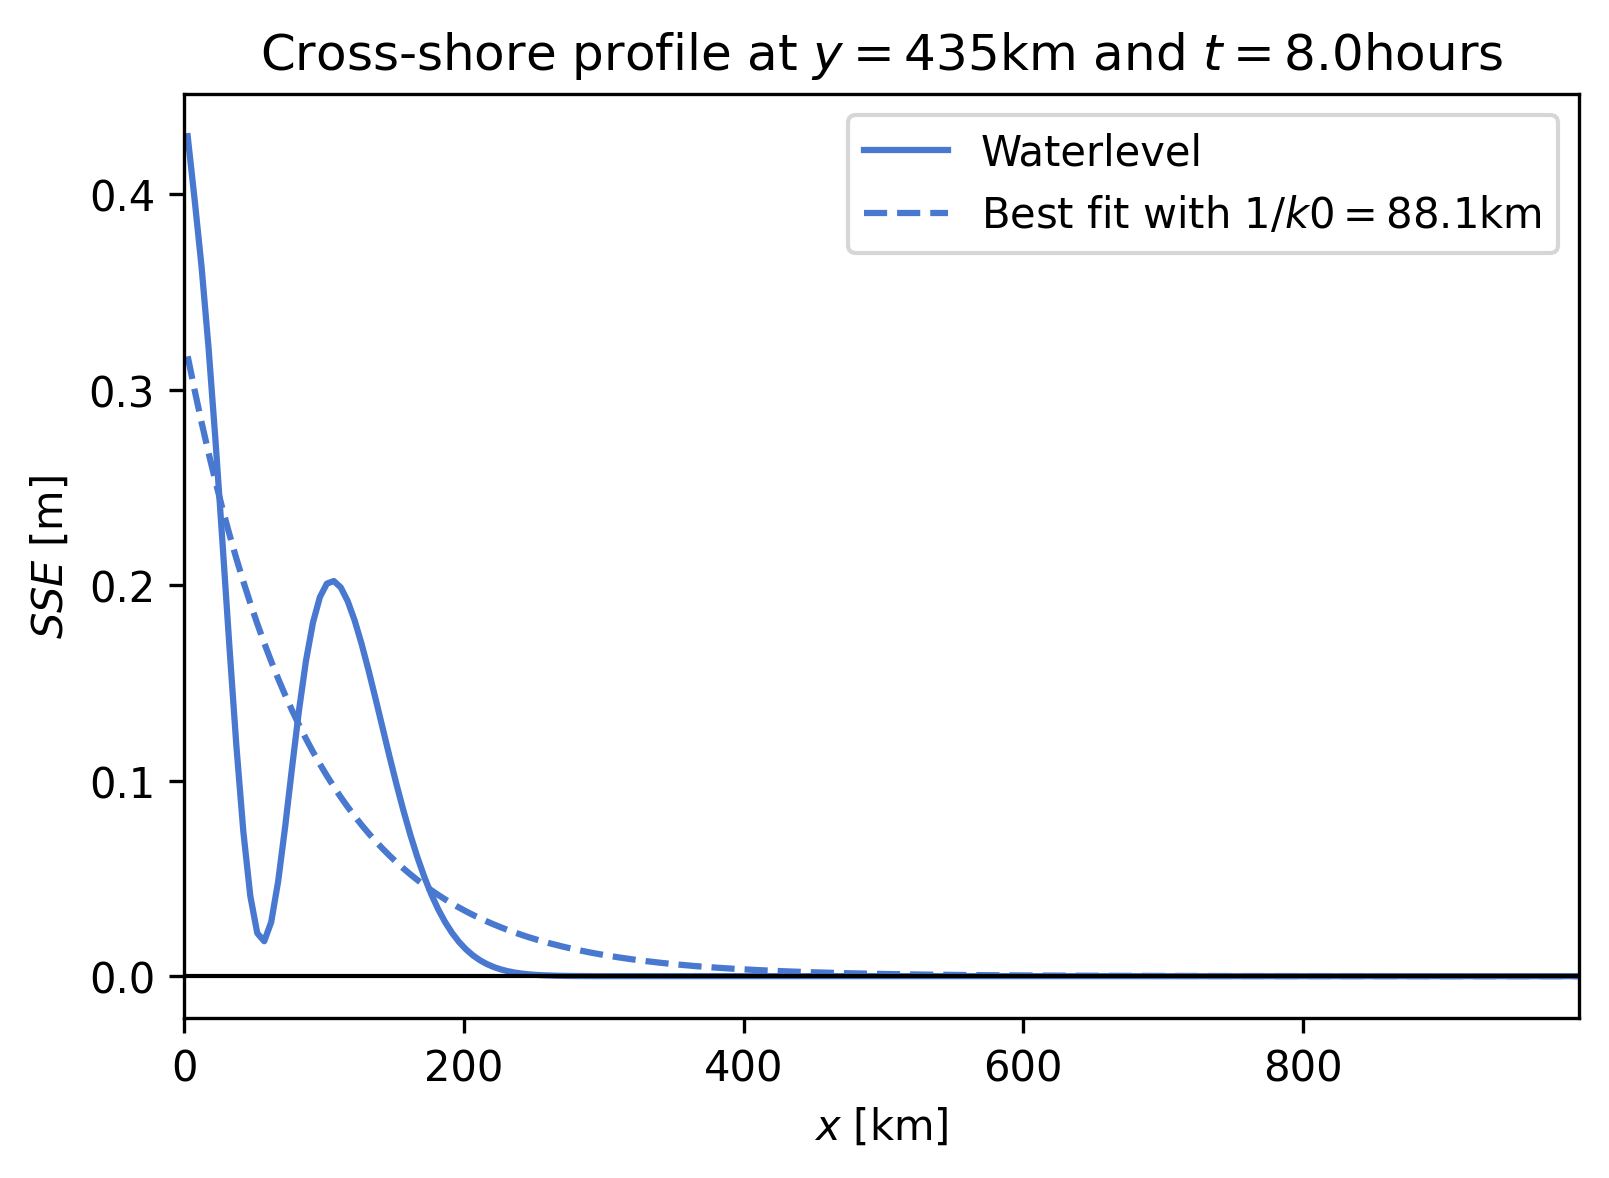 Cross-shore profile at y = 435km and t = 8.0hours
Waterlevel
Best fit with 1/k0 = 88.1km
SSE [m]
0.4
0.3
0.2
0.1
0.0
0 200 400 600 800
x [km]